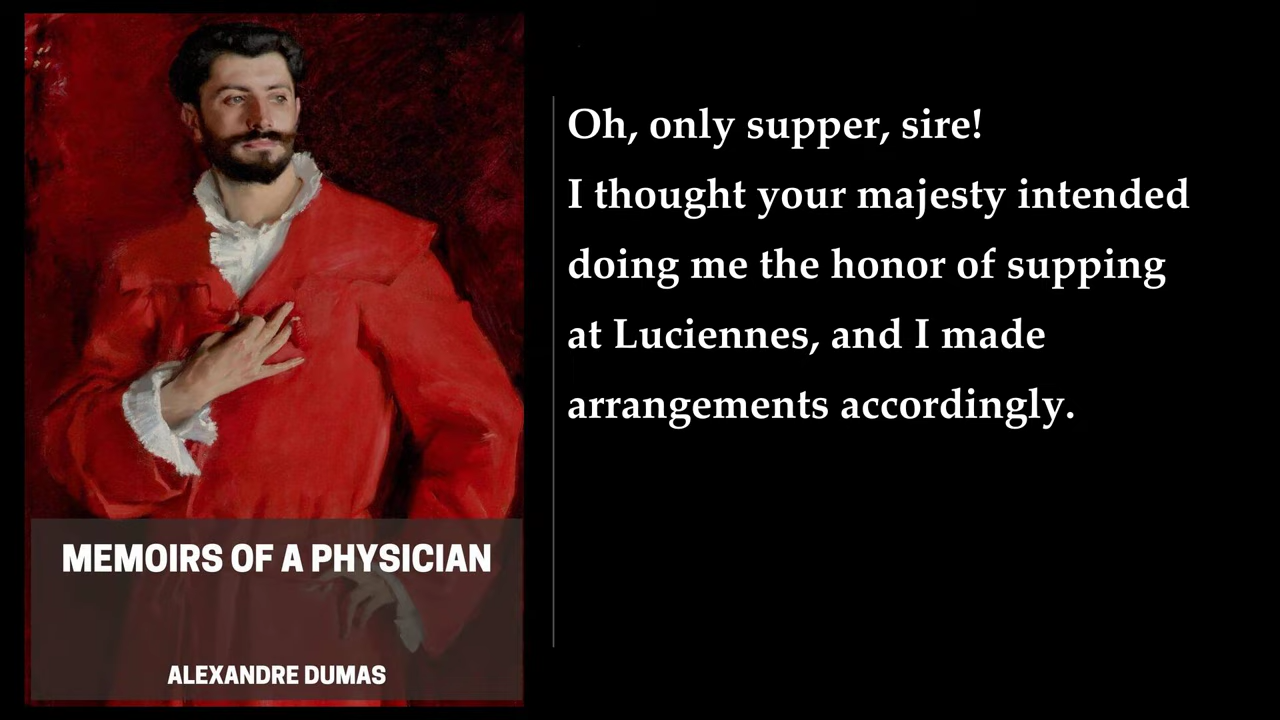 Oh, only supper, sire!
I thought your majesty intended
doing me the honor of supping
at Luciennes, and I made
arrangements accordingly.
MEMOIRS OF A PHYSICIAN
ALEXANDRE DUMAS